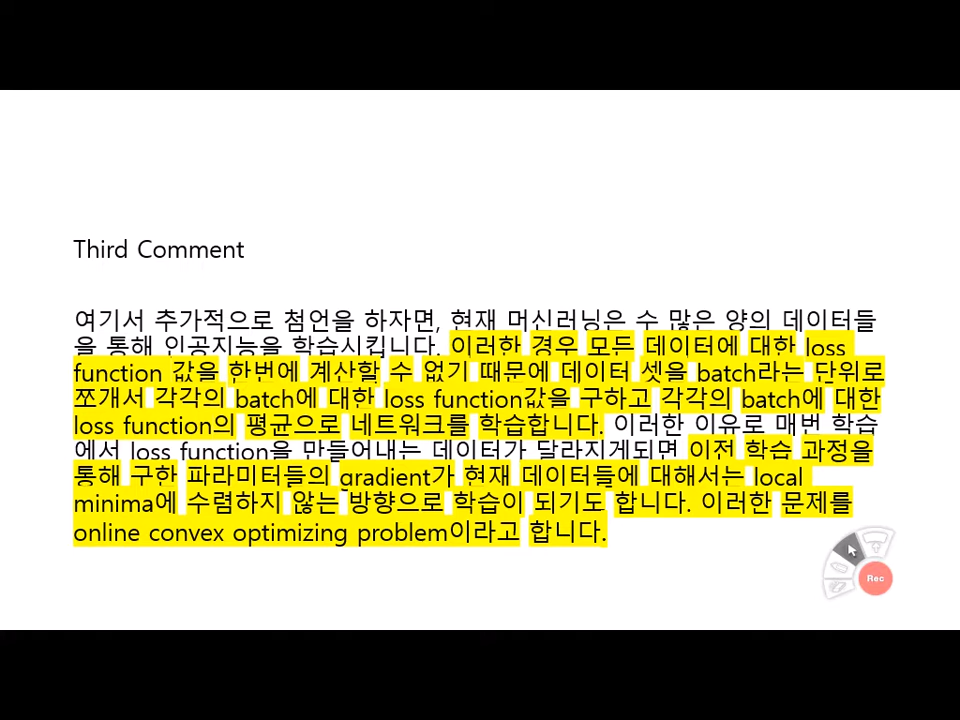 Third Comment
여기서 추가적으로 첨언을 하자면, 현재 머신러닝은 수 많은 양의 데이터들
을 통해 인공지능을 학습시킵니다. 이러한 경우 모든 데이터에 대한 loss
function 값을 한번에 계산할 수 없기 때문에 데이터 셋을 batch라는 단위로
쪼개서 각각의 batch에 대한 loss function값을 구하고 각각의 batch에 대한
loss function의 평균으로 네트워크를 학습합니다. 이러한 이유로 매번 학습
에서 loss function을 만들어내는 데이터가 달라지게되면 이전 학습 과정을
통해 구한 파라미터들의 gradient가 현재 데이터들에 대해서는 local
minima에 수렴하지 않는 방향으로 학습이 되기도 합니다. 이러한 문제를
online convex optimizing problem이라고 합니다.
Rec